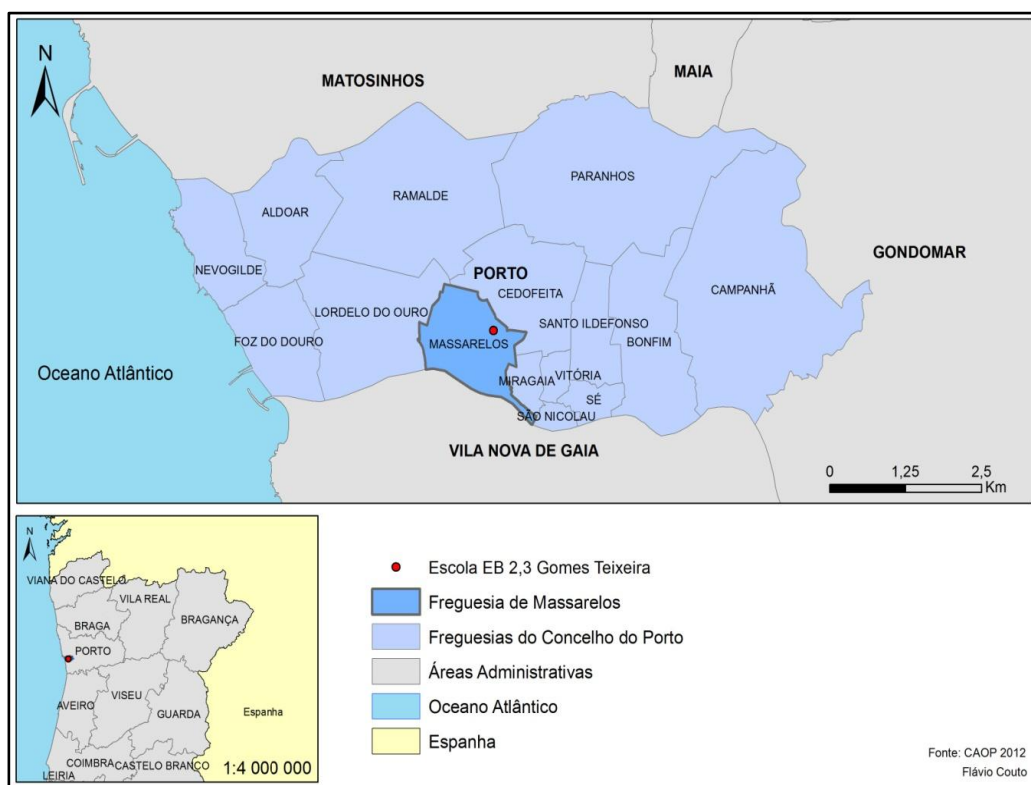 N
MATOSINHOS
MAIA
PARANHOS
RAMALDE
ALDOAR
GONDOMAR
NEVOGILDE
PORTO
CAMPANHÃ
CEDOFEITA
LORDELO DO OURO
SANTO ILDEFONSO
FOZ DO DOURO
MASSARELOS
BONFIM
Oceano Atlântico
MIRAGAIA
VITÓRIA
SÉ
SÃO NICOLAU
VILA NOVA DE GAIA
0 1,25 2,5
Km
N
VIANA DO CASTELO
VILA REAL
BRAGANÇA
BRAGA
PORTO
VISEU
AVEIRO
GUARDA
Espanha
COIMBRA
CASTELO BRANCO
LEIRIA
1:4 000 000
Escola EB 2,3 Gomes Teixeira
Freguesia de Massarelos
Freguesias do Concelho do Porto
Áreas Administrativas
Oceano Atlântico
Espanha
Fonte: CAOP 2012
Flávio Couto